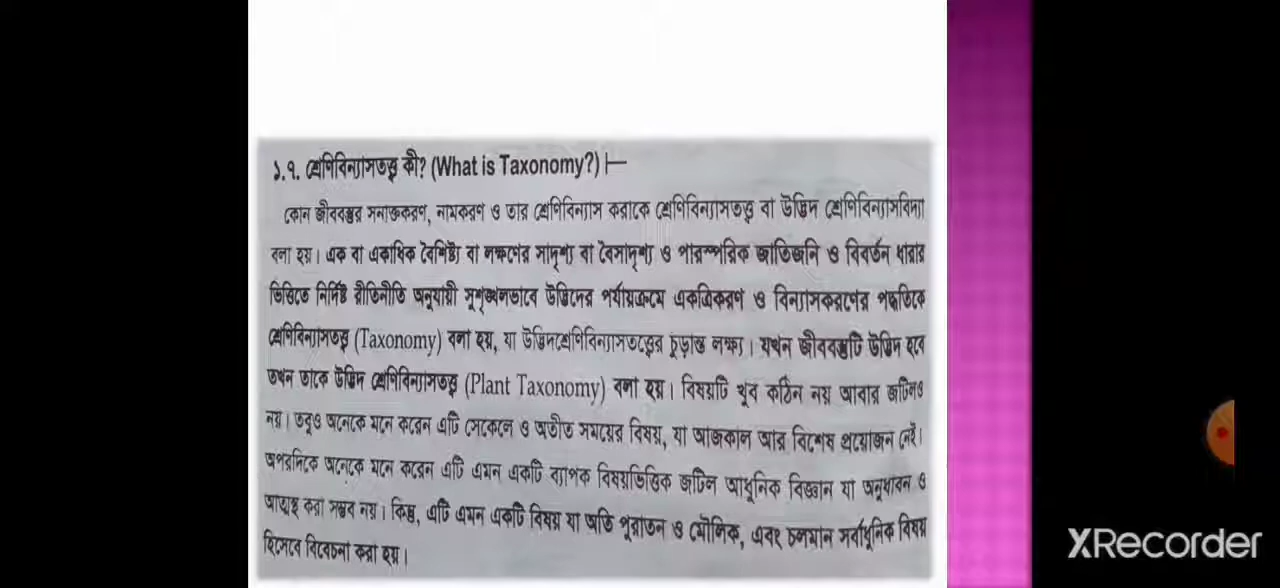 ১.৭. শ্রেণিবিন্যাসতত্ত্ব কী? (What is Taxonomy?) ।—
কোন জীববস্তুর সনাক্তকরণ, নামকরণ ও তার শ্রেণিবিন্যাস করাকে শ্রেণিবিন্যাসতত্ত্ব বা উদ্ভিদ শ্রেণিবিন্যাসবিদ্যা
বলা হয়। এক বা একাধিক বৈশিষ্ট্য বা লক্ষণের সাদৃশ্য বা বৈসাদৃশ্য ও পারস্পরিক জাতিজনি ও বিবর্তন ধারার
ভিত্তিতে নির্দিষ্ট রীতিনীতি অনুযায়ী সুশৃঙ্খলভাবে উদ্ভিদের পর্যায়ক্রমে একত্রিকরণ ও বিন্যাসকরণের পদ্ধতিকে
শ্রেণিবিন্যাসতত্ত্ব (Taxonomy) বলা হয়, যা উদ্ভিদশ্রেণিবিন্যাসতত্ত্বের চূড়ান্ত লক্ষ্য। যখন জীববস্তুটি উদ্ভিদ হবে
তখন তাকে উদ্ভিদ শ্রেণিবিন্যাসতত্ত্ব (Plant Taxonomy) বলা হয়। বিষয়টি খুব কঠিন নয় আবার জটিলও
নয়। তবুও অনেকে মনে করেন এটি সেকেলে ও অতীত সময়ের বিষয়, যা আজকাল আর বিশেষ প্রয়োজন নেই।
অপরদিকে অনেকে মনে করেন এটি এমন একটি ব্যাপক বিষয়ভিত্তিক জটিল আধুনিক বিজ্ঞান যা অনুধাবন ও
আত্মস্থ করা সম্ভব নয়। কিন্তু, এটি এমন একটি বিষয় যা অতি পুরাতন ও মৌলিক, এবং চলমান সর্বাধুনিক বিষয়
হিসেবে বিবেচনা করা হয়।
XRecorder